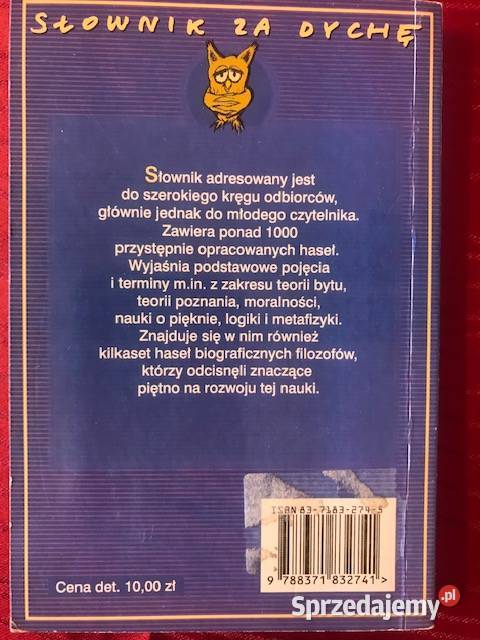 SŁOWNIK ZA DYCHĘ
Słownik adresowany jest
do szerokiego kręgu odbiorców,
głównie jednak do młodego czytelnika.
Zawiera ponad 1000
przystępnie opracowanych haseł.
Wyjaśnia podstawowe pojęcia
i terminy m.in. z zakresu teorii bytu,
teorii poznania, moralności,
nauki o pięknie, logiki i metafizyki.
Znajduje się w nim również
kilkaset haseł biograficznych filozofów,
którzy odcisnęli znaczące
piętno na rozwoju tej nauki.
ISBN 83-7183-274-5
9 788371 832741 >
Cena det. 10,00 zł
Sprzedajemy.pl